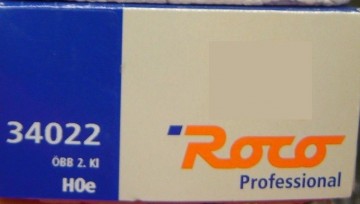 34022
ÖBB 2. Kl
H0e
Roco
Professional